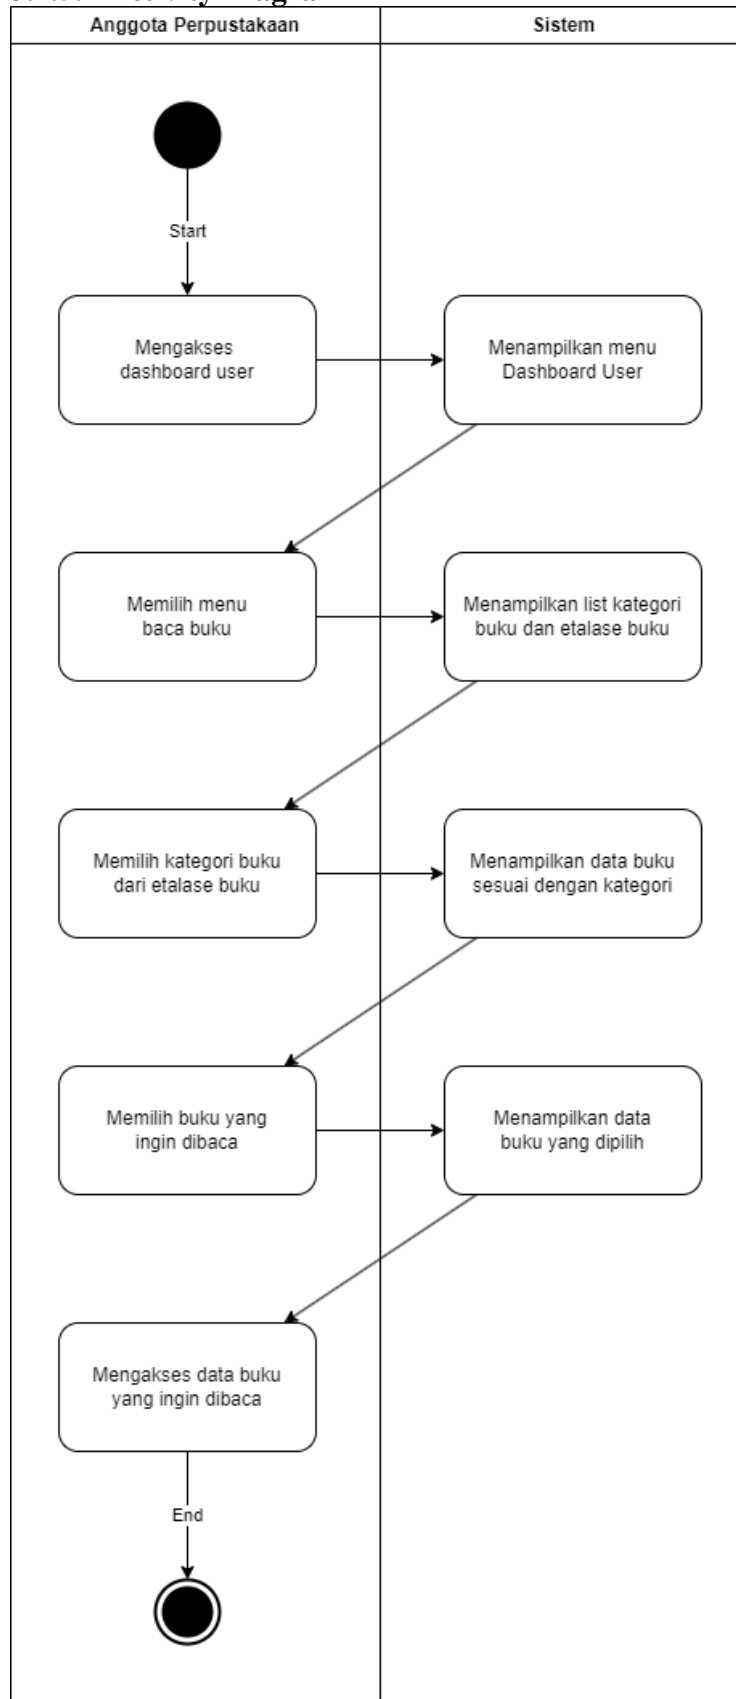 Activity Diagram
Anggota Perpustakaan
Sistem
Start
Mengakses
dashboard user
Menampilkan menu
Dashboard User
Memilih menu
baca buku
Menampilkan list kategori
buku dan etalase buku
Memilih kategori buku
dari etalase buku
Menampilkan data buku
sesuai dengan kategori
Memilih buku yang
ingin dibaca
Menampilkan data
buku yang dipilih
Mengakses data buku
yang ingin dibaca
End